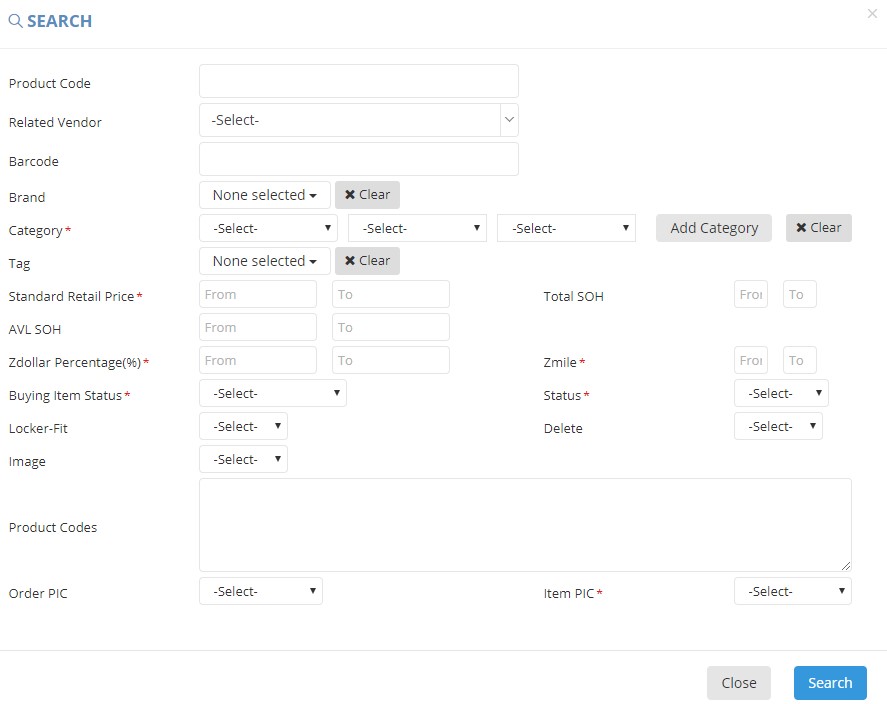 SEARCH ×
Product Code
Related Vendor -Select-
Barcode
Brand None selected ✖ Clear
Category* -Select- -Select- -Select- Add Category ✖ Clear
Tag None selected ✖ Clear
Standard Retail Price* From To Total SOH From To
AVL SOH From To
Zdollar Percentage(%)* From To Zmile* From To
Buying Item Status* -Select- Status* -Select-
Locker-Fit -Select- Delete -Select-
Image -Select-
Product Codes
Order PIC -Select- Item PIC* -Select-
Close Search